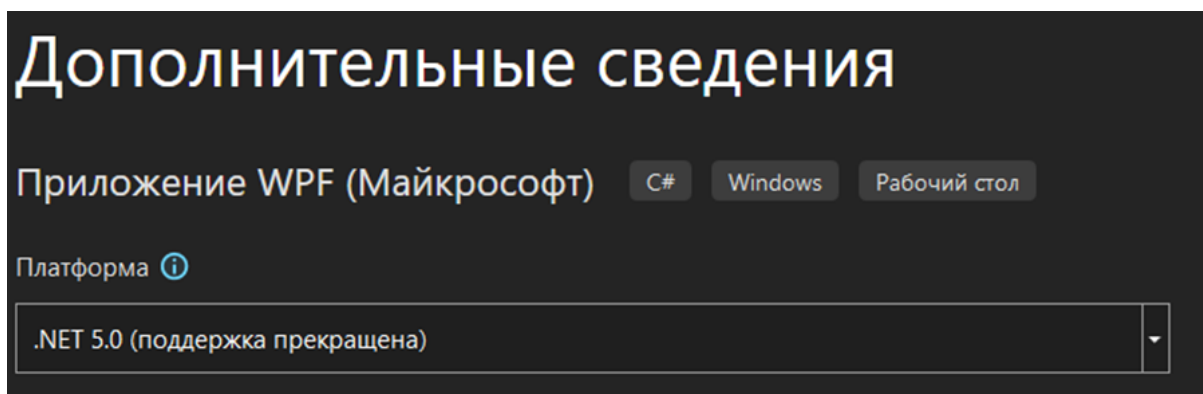 Дополнительные сведения
Приложение WPF (Майкрософт) C# Windows Рабочий стол
Платформа
.NET 5.0 (поддержка прекращена)